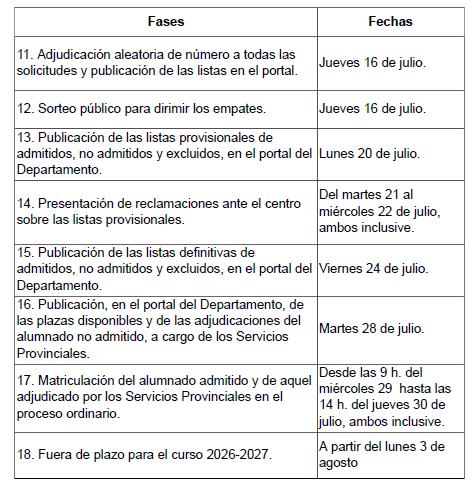 Fases
Fechas
11. Adjudicación aleatoria de número a todas las
solicitudes y publicación de las listas en el portal.
Jueves 16 de julio.
12. Sorteo público para dirimir los empates.
Jueves 16 de julio.
13. Publicación de las listas provisionales de
admitidos, no admitidos y excluidos, en el portal del
Departamento.
Lunes 20 de julio.
14. Presentación de reclamaciones ante el centro
sobre las listas provisionales.
Del martes 21 al
miércoles 22 de julio,
ambos inclusive.
15. Publicación de las listas definitivas de
admitidos, no admitidos y excluidos, en el portal del
Departamento.
Viernes 24 de julio.
16. Publicación, en el portal del Departamento, de
las plazas disponibles y de las adjudicaciones del
alumnado no admitido, a cargo de los Servicios
Provinciales.
Martes 28 de julio.
17. Matriculación del alumnado admitido y de aquel
adjudicado por los Servicios Provinciales en el
proceso ordinario.
Desde las 9 h. del
miércoles 29 hasta las
14 h. del jueves 30 de
julio, ambos inclusive.
18. Fuera de plazo para el curso 2026-2027.
A partir del lunes 3 de
agosto